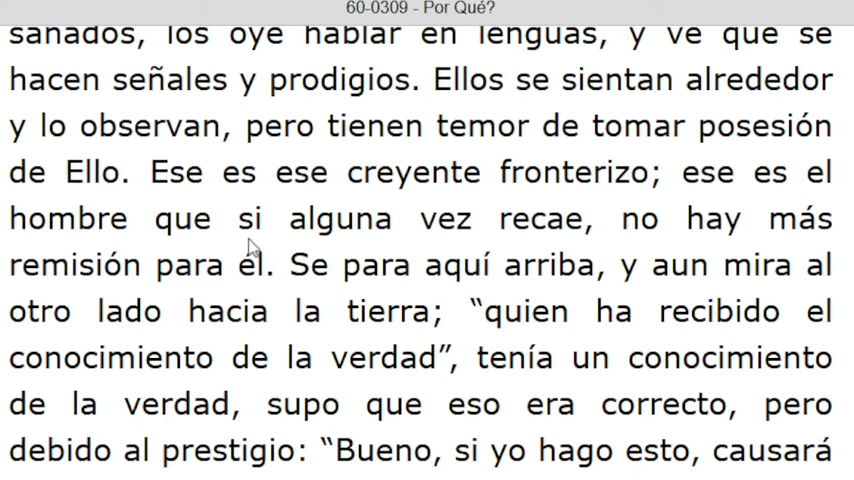 60-0309 - Por Qué?
sanados, los oye hablar en lenguas, y ve que se
hacen señales y prodigios. Ellos se sientan alrededor
y lo observan, pero tienen temor de tomar posesión
de Ello. Ese es ese creyente fronterizo; ese es el
hombre que si alguna vez recae, no hay más
remisión para él. Se para aquí arriba, y aun mira al
otro lado hacia la tierra; “quien ha recibido el
conocimiento de la verdad”, tenía un conocimiento
de la verdad, supo que eso era correcto, pero
debido al prestigio: “Bueno, si yo hago esto, causará